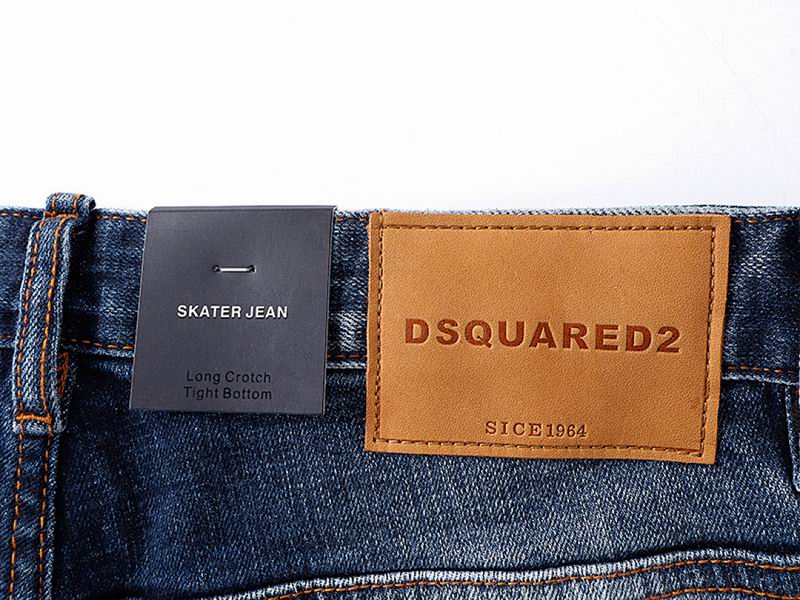 SKATER JEAN
Long Crotch
Tight Bottom
DSQUARED2
SICE1964